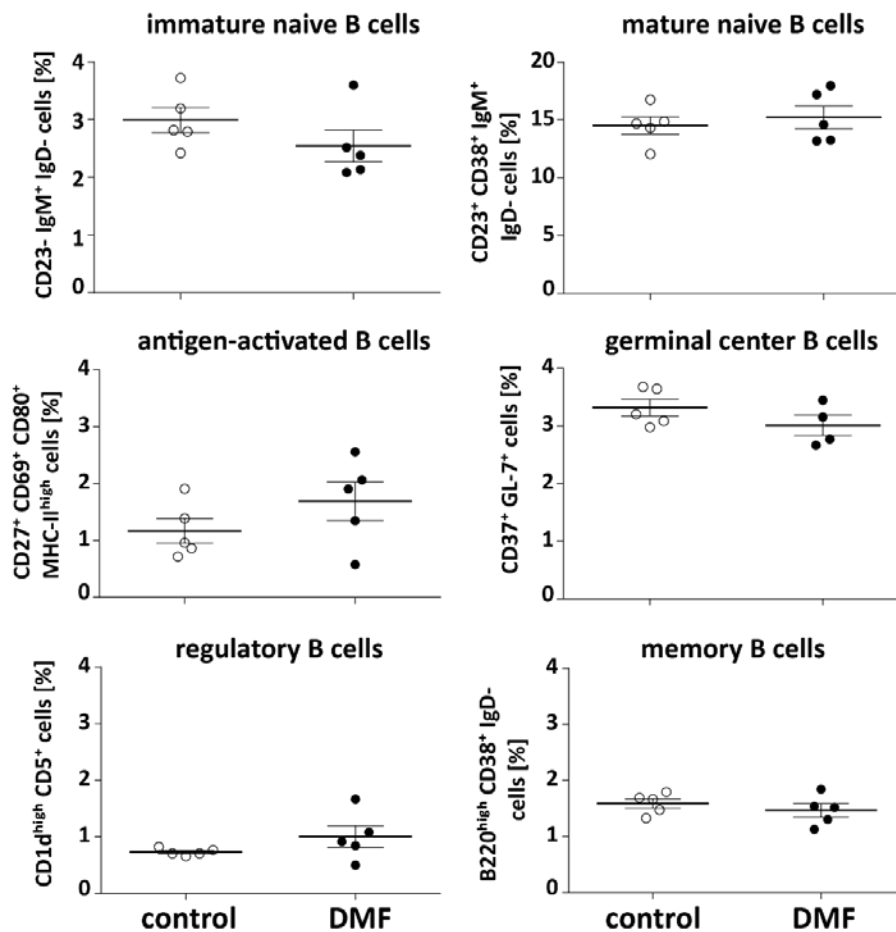 immature naive B cells
CD23- IgM⁺ IgD- cells [%]
4
3
2
1
0
mature naive B cells
CD23⁺ CD38⁺ IgM⁺
IgD- cells [%]
20
15
10
5
0
antigen-activated B cells
CD27⁺ CD69⁺ CD80⁺
MHC-IIʰⁱᵍʰ cells [%]
4
3
2
1
0
germinal center B cells
CD37⁺ GL-7⁺ cells [%]
4
3
2
1
0
regulatory B cells
CD1dʰⁱᵍʰ CD5⁺ cells [%]
4
3
2
1
0
control
DMF
memory B cells
B220ʰⁱᵍʰ CD38⁺ IgD-
cells [%]
4
3
2
1
0
control
DMF